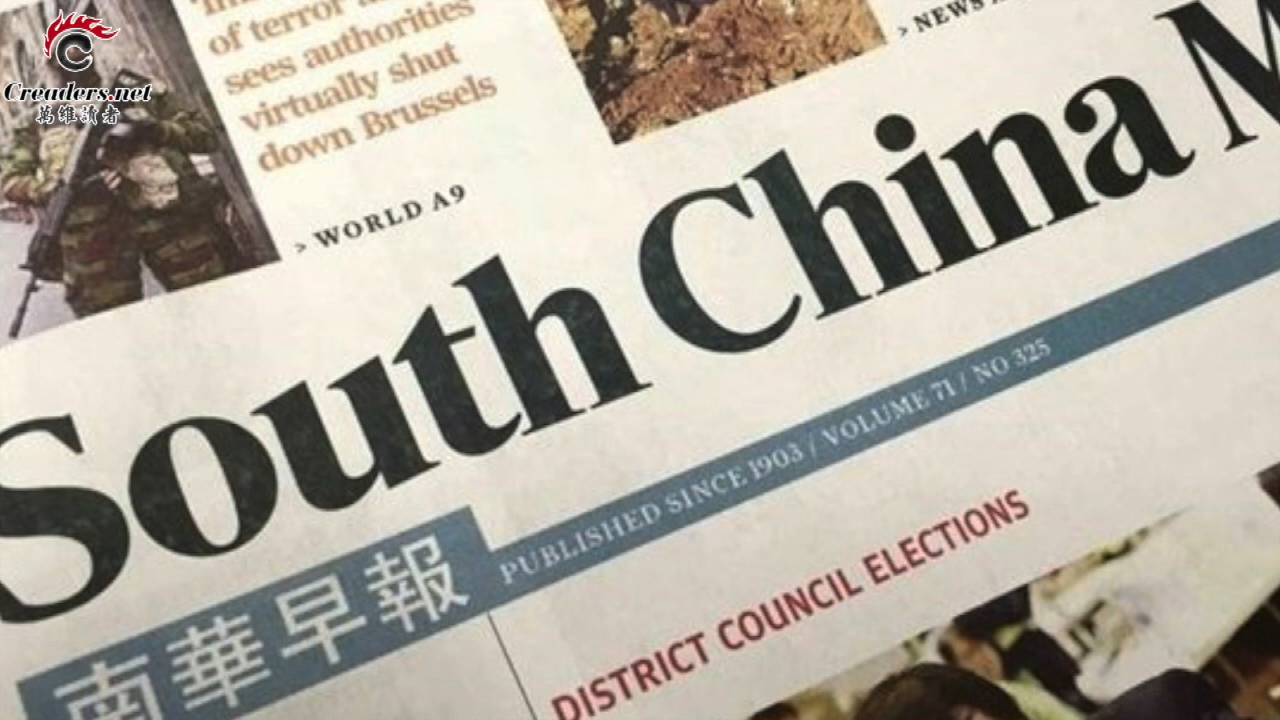 Creaders.net
萬維讀者
of terror
sees authorities
virtually shut
down Brussels
> WORLD A9
> NEWS
South China M
南華早報
PUBLISHED SINCE 1903 / VOLUME 71 / NO 325
DISTRICT COUNCIL ELECTIONS